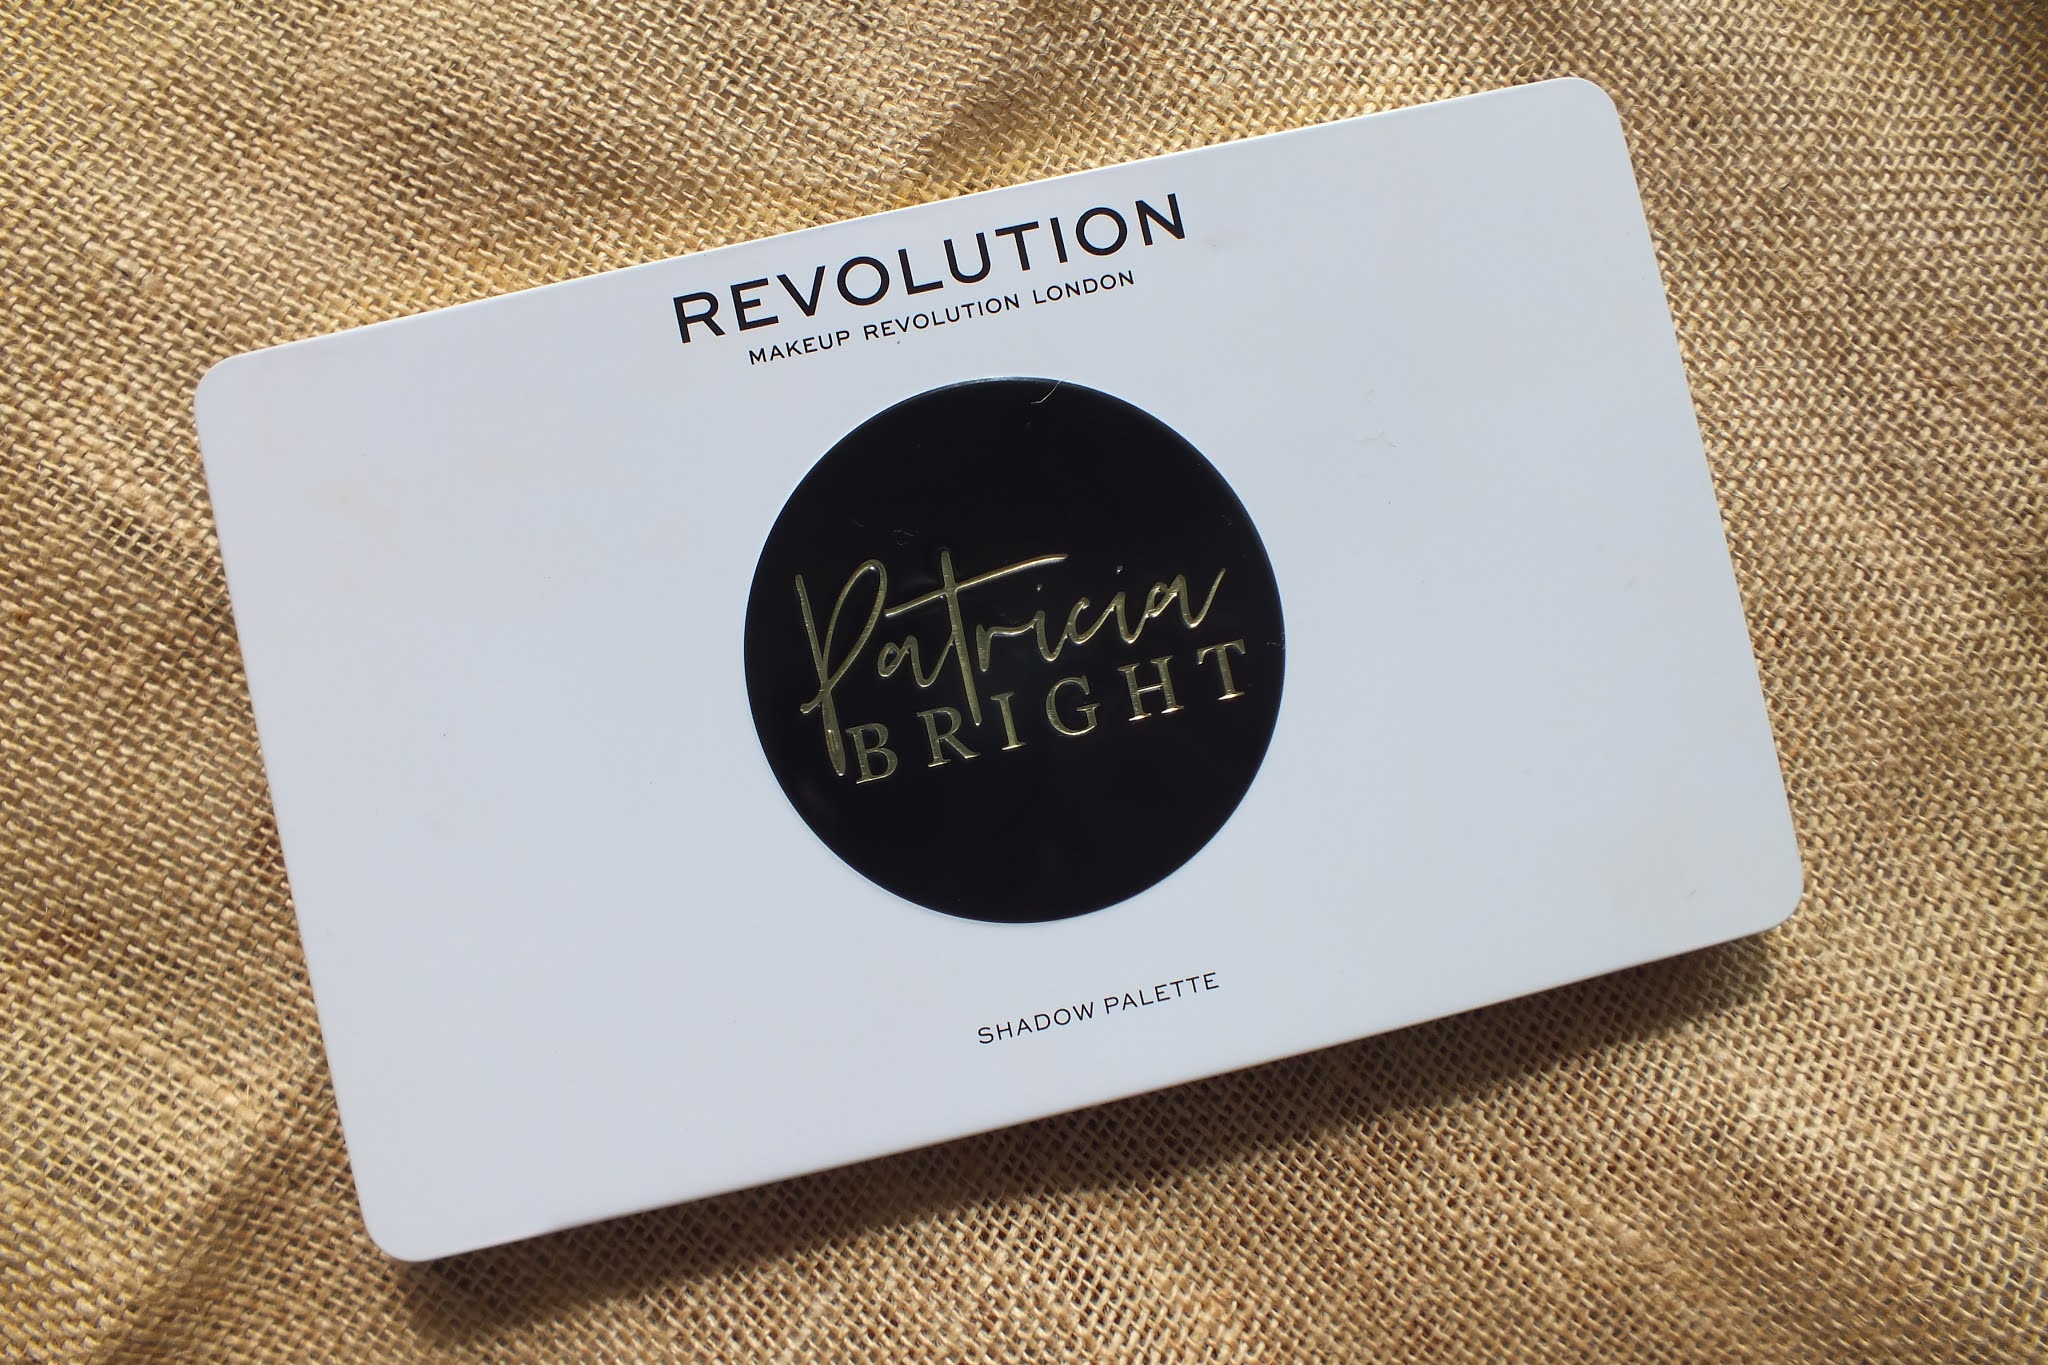 REVOLUTION
MAKEUP REVOLUTION LONDON
Patricia
BRIGHT
SHADOW PALETTE